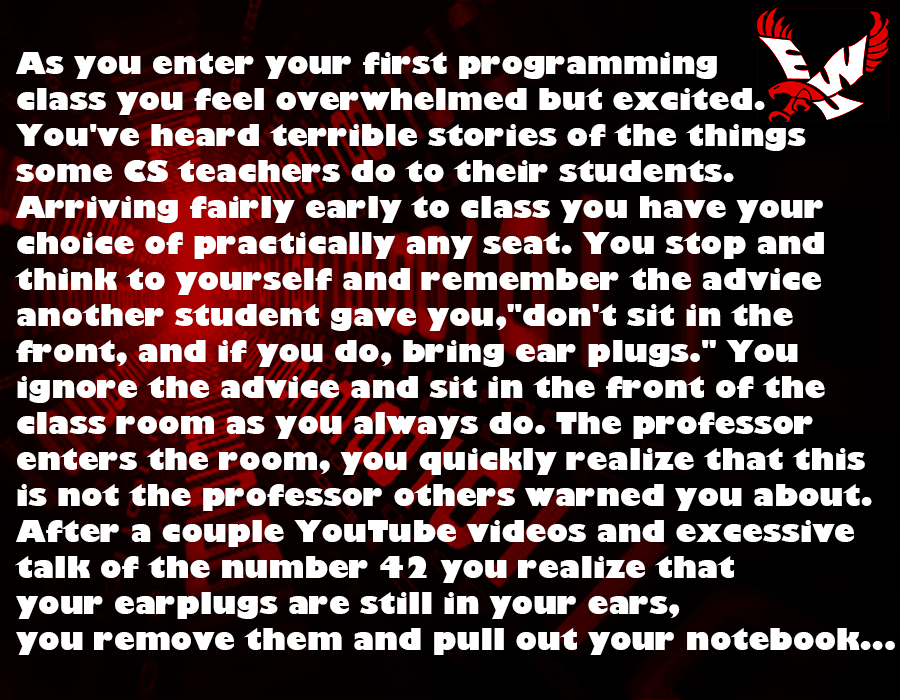 EWU
As you enter your first programming
class you feel overwhelmed but excited.
You've heard terrible stories of the things
some CS teachers do to their students.
Arriving fairly early to class you have your
choice of practically any seat. You stop and
think to yourself and remember the advice
another student gave you,"don't sit in the
front, and if you do, bring ear plugs." You
ignore the advice and sit in the front of the
class room as you always do. The professor
enters the room, you quickly realize that this
is not the professor others warned you about.
After a couple YouTube videos and excessive
talk of the number 42 you realize that
your earplugs are still in your ears,
you remove them and pull out your notebook...